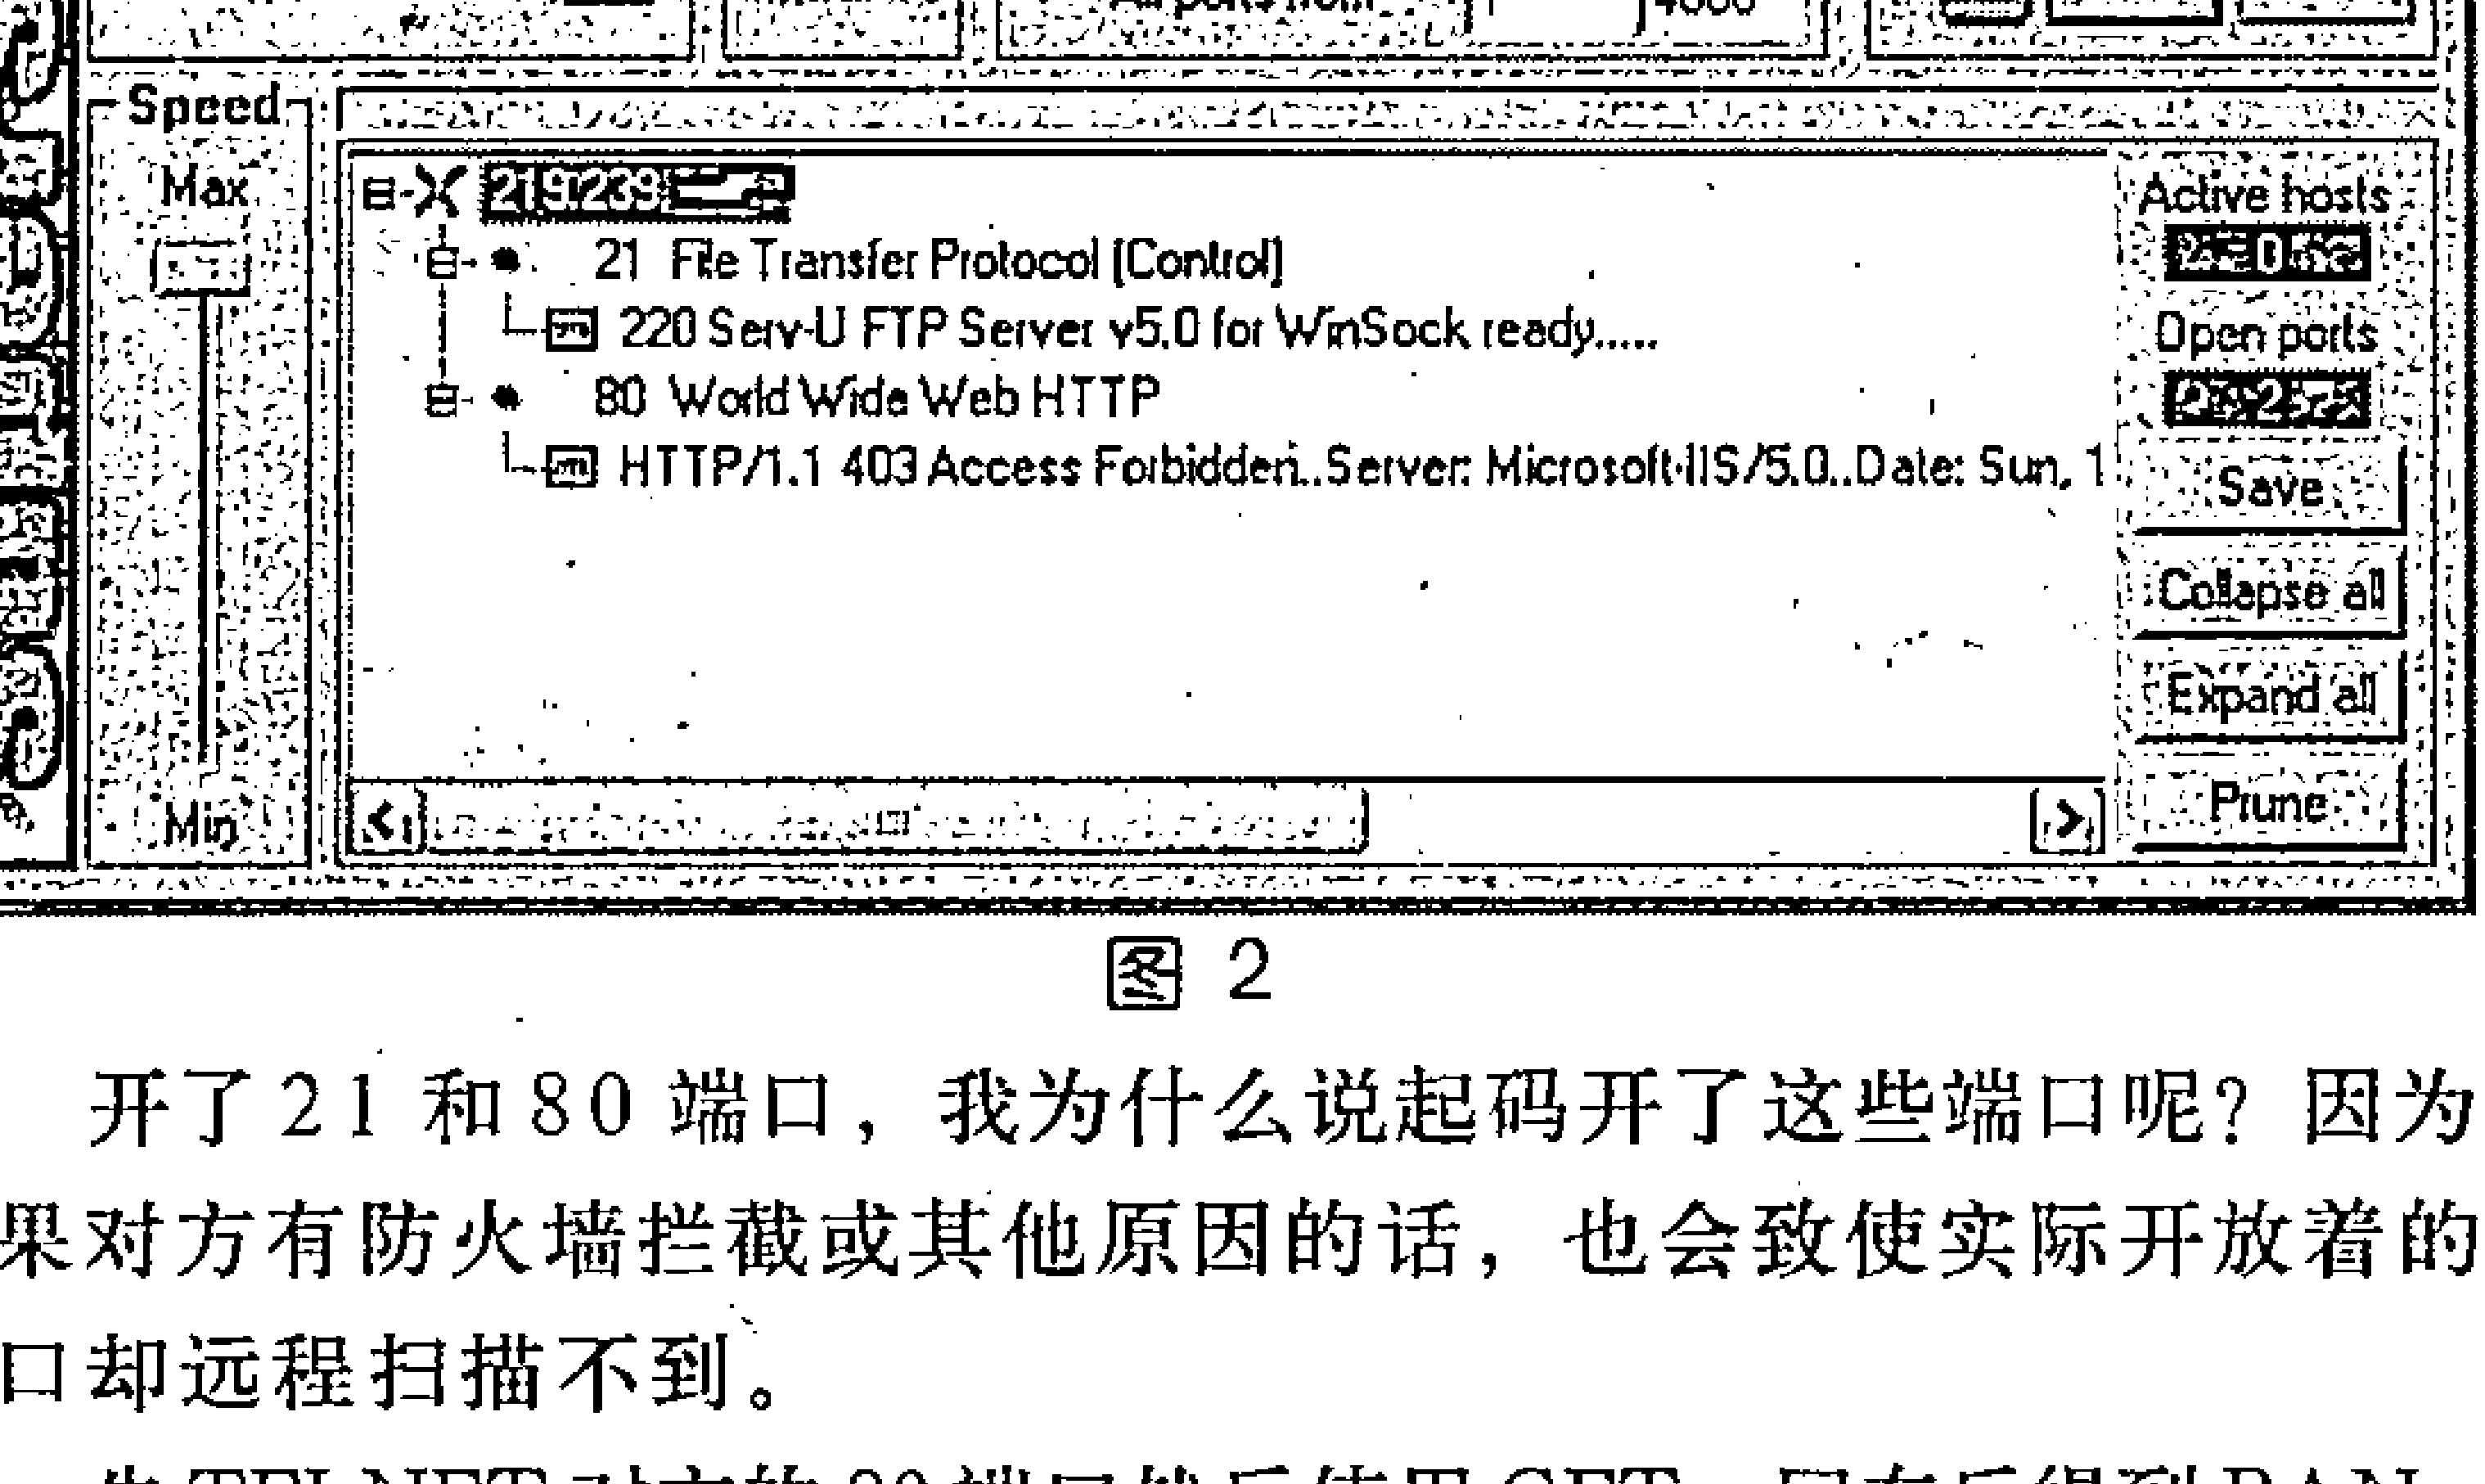 Speed
Max
Min
219.239
21 File Transfer Protocol [Control]
220 Serv-U FTP Server v5.0 for WinSock ready.....
80 World Wide Web HTTP
HTTP/1.1 403 Access Forbidden..Server: Microsoft-IIS/5.0..Date: Sun, 1
Active hosts
Open ports
Save
Collapse all
Expand all
Prune
图 2
开了21和80端口，我为什么说起码开了这些端口呢？因为
果对方有防火墙拦截或其他原因的话，也会致使实际开放着的
口却远程扫描不到。